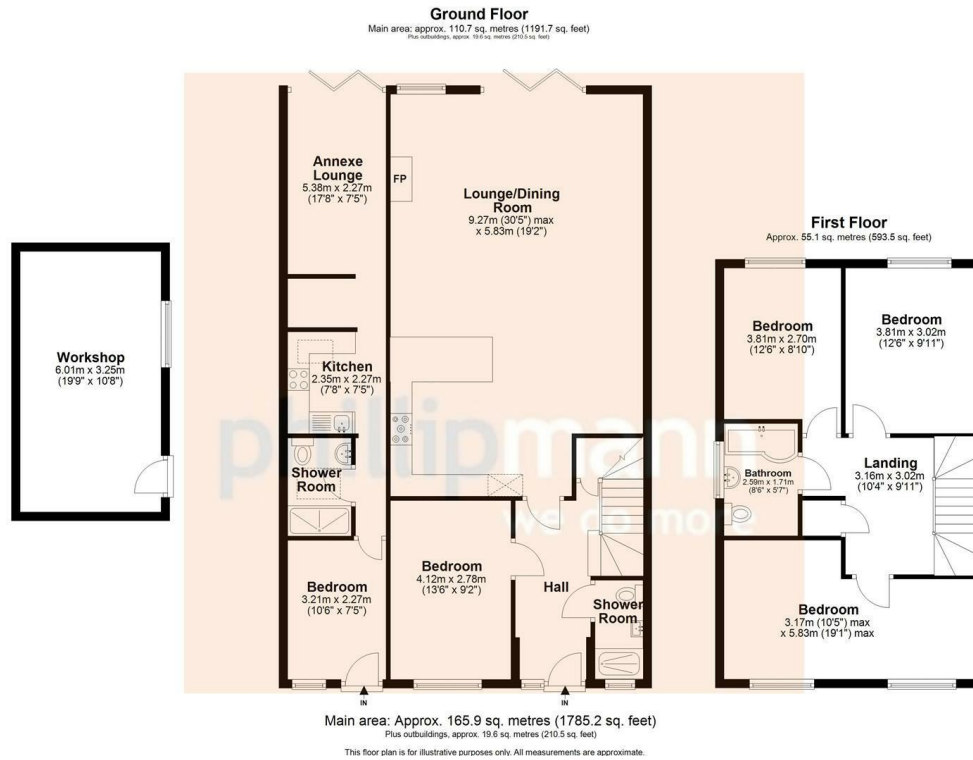 Ground Floor
Main area: approx. 110.7 sq. metres (1191.7 sq. feet)
Plus outbuildings, approx. 19.6 sq. metres (210.5 sq. feet)
Annexe
Lounge
5.38m x 2.27m
(17'8" x 7'5")
FP
Lounge/Dining
Room
9.27m (30'5") max
x 5.83m (19'2")
First Floor
Approx. 55.1 sq. metres (593.5 sq. feet)
Workshop
6.01m x 3.25m
(19'9" x 10'8")
Kitchen
2.35m x 2.27m
(7'8" x 7'5")
Bedroom
3.81m x 2.70m
(12'6" x 8'10")
Bedroom
3.81m x 3.02m
(12'6" x 9'11")
phillipmann
we do more
Shower
Room
Bathroom
2.59m x 1.71m
(8'6" x 5'7")
Landing
3.16m x 3.02m
(10'4" x 9'11")
Bedroom
3.21m x 2.27m
(10'6" x 7'5")
Bedroom
4.12m x 2.78m
(13'6" x 9'2")
Hall
Shower
Room
Bedroom
3.17m (10'5") max
x 5.83m (19'1") max
IN
IN
Main area: Approx. 165.9 sq. metres (1785.2 sq. feet)
Plus outbuildings, approx. 19.6 sq. metres (210.5 sq. feet)
This floor plan is for illustrative purposes only. All measurements are approximate.